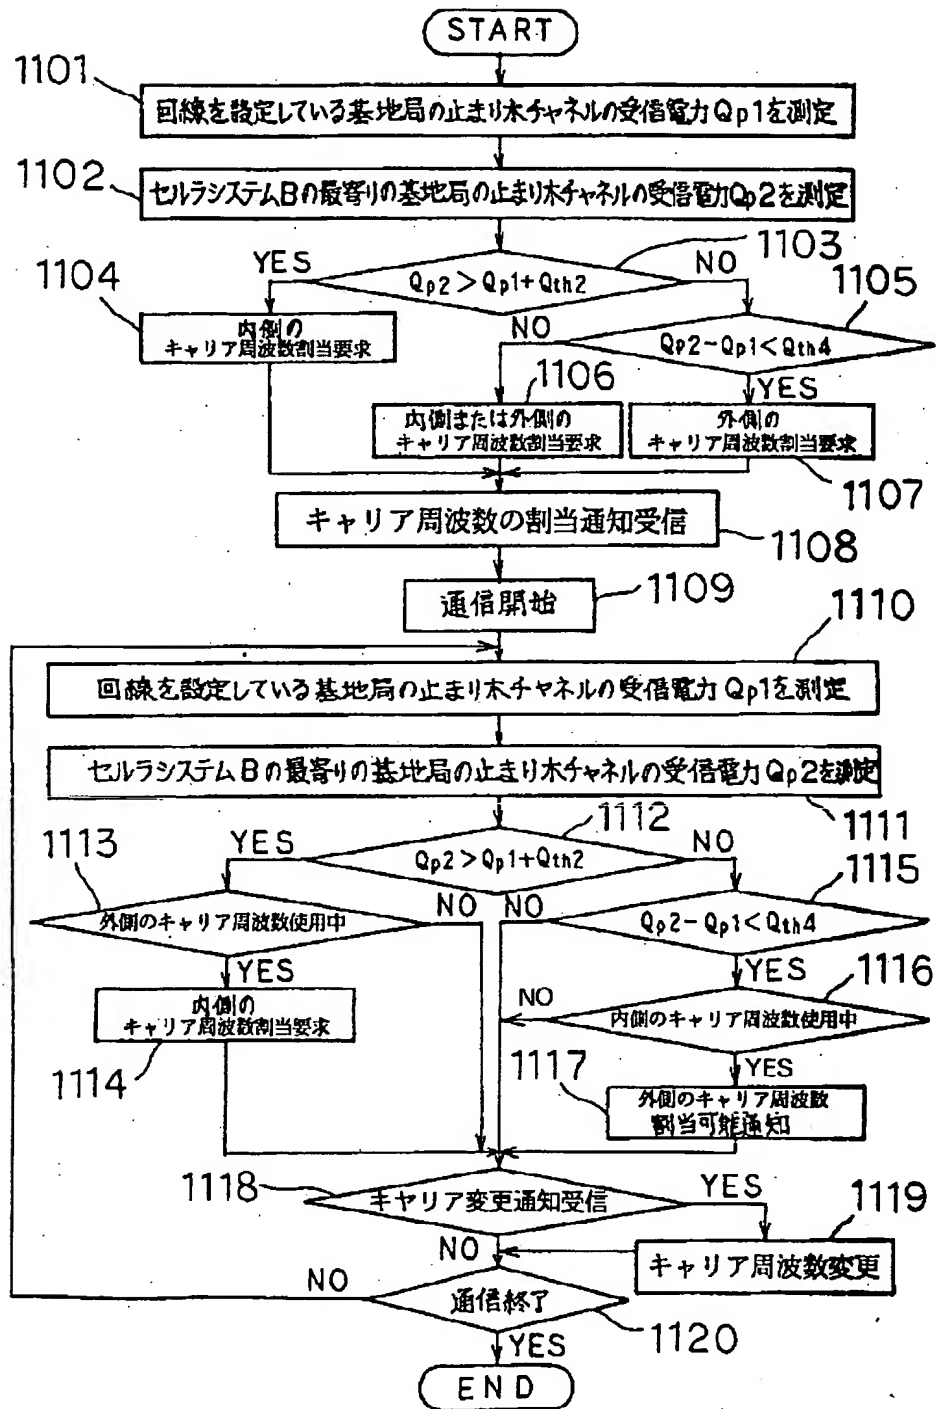 START
1101
回線を設定している基地局の止まり木チャネルの受信電力Qp1を測定
1102
セルラシステムBの最寄りの基地局の止まり木チャネルの受信電力Qp2を測定
1103
YES
Qp2>Qp1+Qth2
NO
1104
内側の
キャリア周波数割当要求
1105
NO
Qp2-Qp1<Qth4
YES
1106
内側または外側の
キャリア周波数割当要求
外側の
キャリア周波数割当要求
1107
キャリア周波数の割当通知受信
1108
通信開始
1109
1110
回線を設定している基地局の止まり木チャネルの受信電力Qp1を測定
セルラシステムBの最寄りの基地局の止まり木チャネルの受信電力Qp2を測定
1111
1112
YES
Qp2>Qp1+Qth2
NO
1113
外側のキャリア周波数使用中
NO
1115
NO
Qp2-Qp1<Qth4
YES
YES
内側の
キャリア周波数割当要求
1114
1116
NO
内側のキャリア周波数使用中
YES
1117
外側のキャリア周波数
割当可能通知
1118
キャリア変更通知受信
YES
1119
キャリア周波数変更
NO
NO
通信終了
1120
YES
END